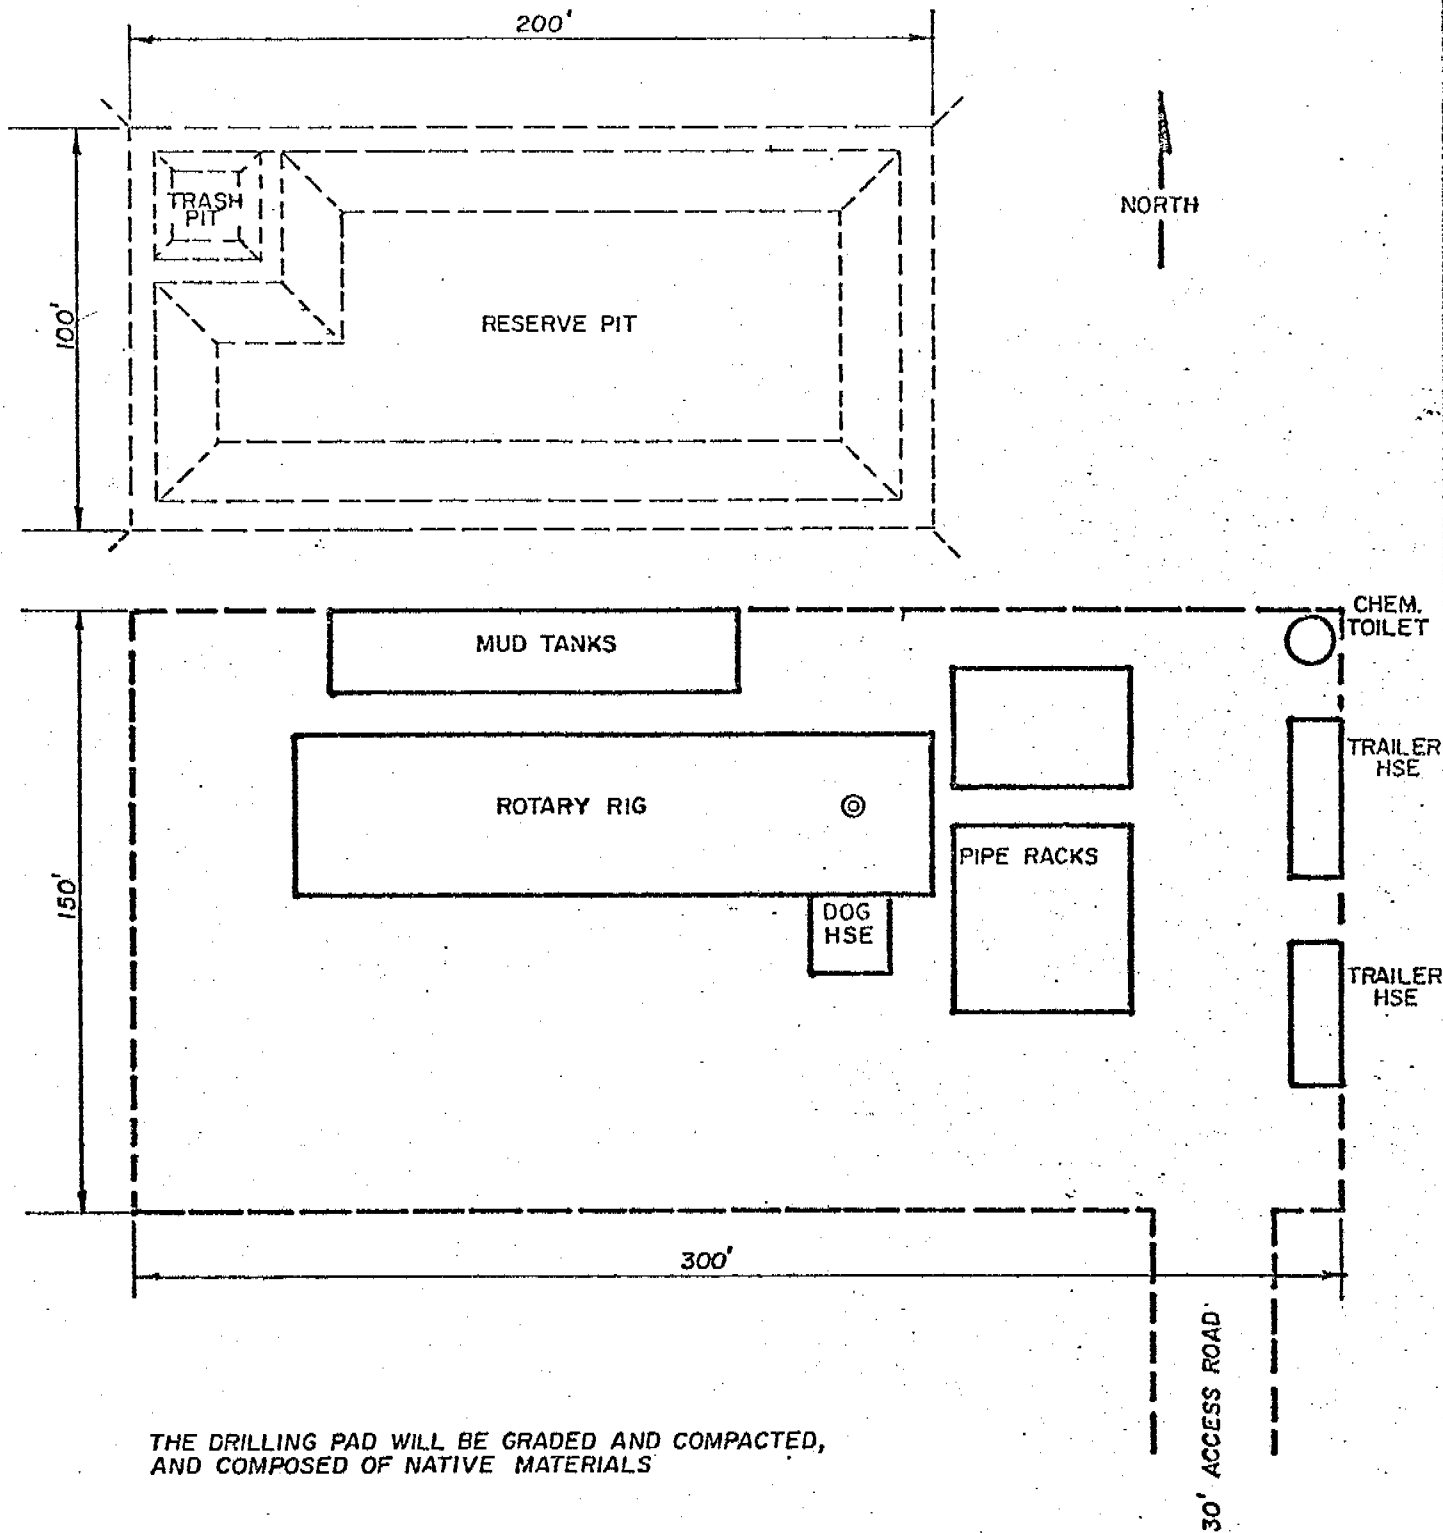 200'
TRASH
PIT
NORTH
100'
RESERVE PIT
CHEM.
TOILET
MUD TANKS
TRAILER
HSE
ROTARY RIG
PIPE RACKS
150'
DOG
HSE
TRAILER
HSE
300'
30' ACCESS ROAD
THE DRILLING PAD WILL BE GRADED AND COMPACTED,
AND COMPOSED OF NATIVE MATERIALS